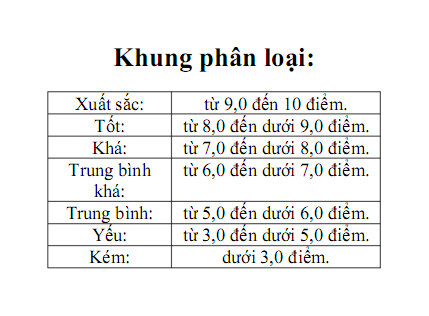 Khung phân loại:
Xuất sắc: từ 9,0 đến 10 điểm.
Tốt: từ 8,0 đến dưới 9,0 điểm.
Khá: từ 7,0 đến dưới 8,0 điểm.
Trung bình từ 6,0 đến dưới 7,0 điểm.
khá:
Trung bình: từ 5,0 đến dưới 6,0 điểm.
Yếu: từ 3,0 đến dưới 5,0 điểm.
Kém: dưới 3,0 điểm.